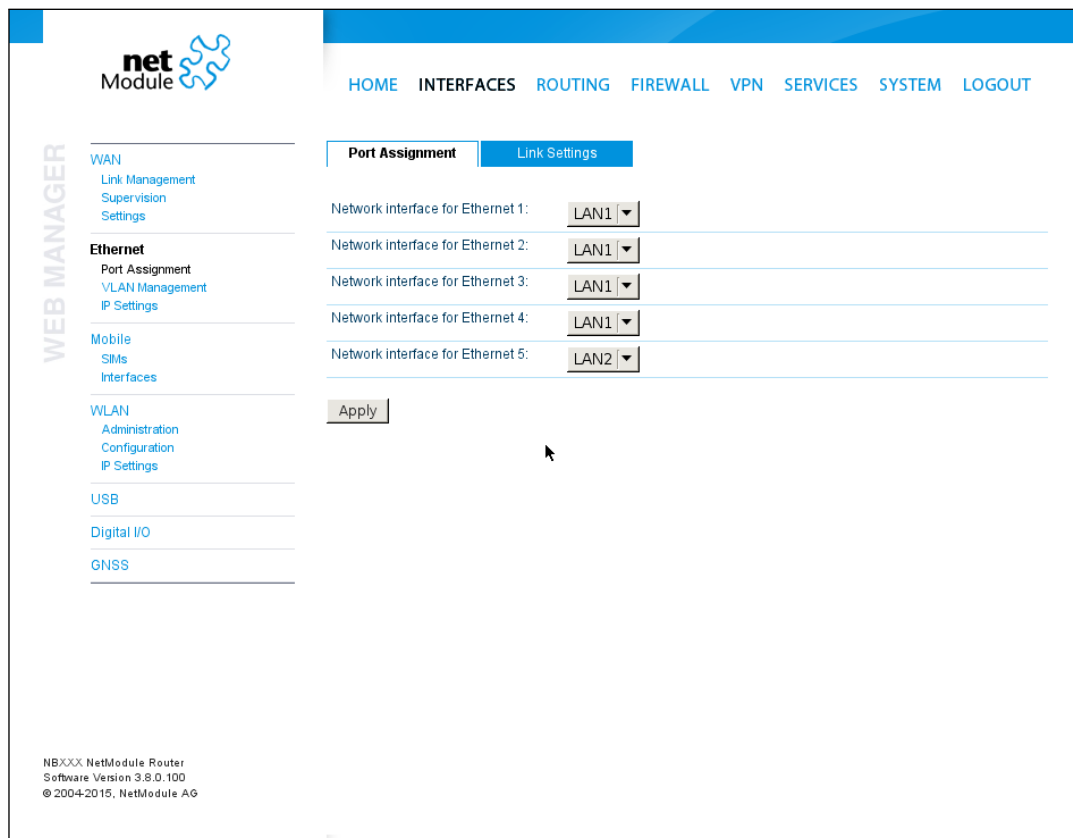 net
Module
HOME INTERFACES ROUTING FIREWALL VPN SERVICES SYSTEM LOGOUT
WEB MANAGER
WAN
Link Management
Supervision
Settings
Ethernet
Port Assignment
VLAN Management
IP Settings
Mobile
SIMs
Interfaces
WLAN
Administration
Configuration
IP Settings
USB
Digital I/O
GNSS
Port Assignment Link Settings
Network interface for Ethernet 1: LAN1
Network interface for Ethernet 2: LAN1
Network interface for Ethernet 3: LAN1
Network interface for Ethernet 4: LAN1
Network interface for Ethernet 5: LAN2
Apply
NBXXX NetModule Router
Software Version 3.8.0.100
© 2004-2015, NetModule AG